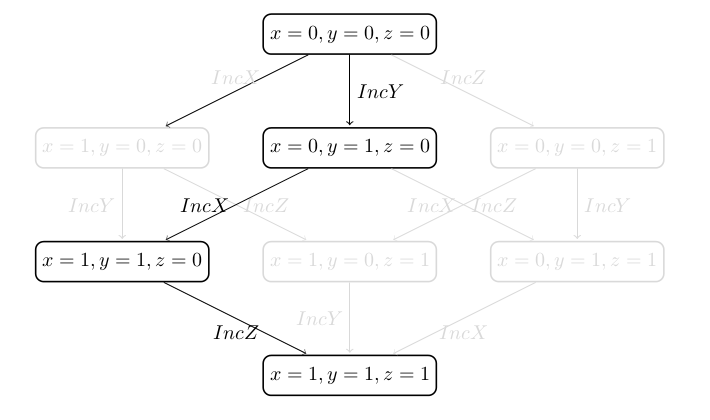 x = 0, y = 0, z = 0
IncX IncZ
IncY
x = 1, y = 0, z = 0 x = 0, y = 1, z = 0 x = 0, y = 0, z = 1
IncY IncX IncZ IncX IncZ IncY
x = 1, y = 1, z = 0 x = 1, y = 0, z = 1 x = 0, y = 1, z = 1
IncY
IncZ IncX
x = 1, y = 1, z = 1